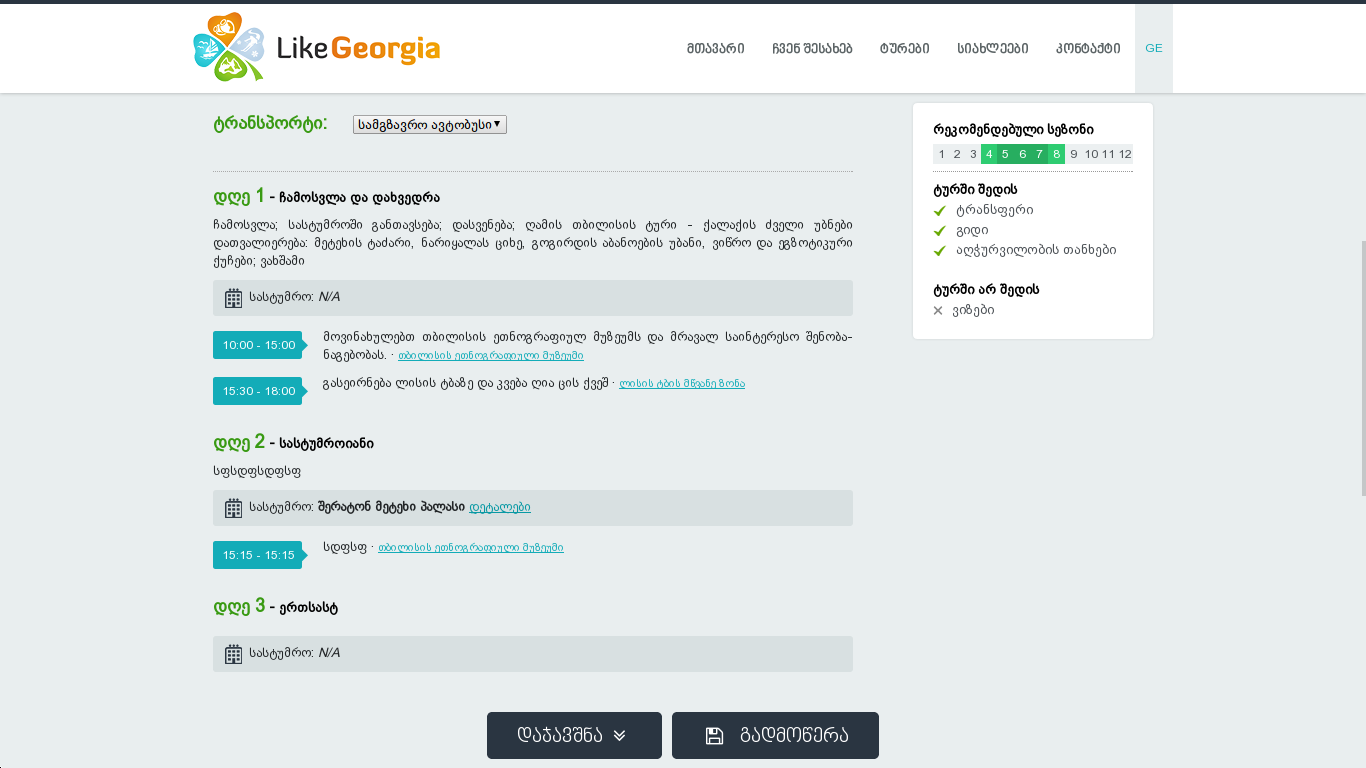 LikeGeorgia
მთავარი
ჩვენ შესახებ
ტურები
სიახლეები
კონტაქტი
GE
ტრანსპორტი:
სამგზავრო ავტობუსი
დღე 1 - ჩამოსვლა და დახვედრა
ჩამოსვლა; სასტუმროში განთავსება; დასვენება; ღამის თბილისის ტური - ქალაქის ძველი უბნები
დათვალიერება: მეტეხის ტაძარი, ნარიყალას ციხე, გოგირდის აბანოების უბანი, ვიწრო და ეგზოტიკური
ქუჩები; ვახშამი
სასტუმრო: N/A
10:00 - 15:00
მოვინახულებთ თბილისის ეთნოგრაფიულ მუზეუმს და მრავალ საინტერესო შენობა-
ნაგებობას. · თბილისის ეთნოგრაფიული მუზეუმი
15:30 - 18:00
გასეირნება ლისის ტბაზე და კვება ღია ცის ქვეშ · ლისის ტბის მწვანე ზონა
დღე 2 - სასტუმროიანი
სფსდფსდფსფ
სასტუმრო: შერატონ მეტეხი პალასი დეტალები
15:15 - 15:15
სდფსფ · თბილისის ეთნოგრაფიული მუზეუმი
დღე 3 - ერთსასტ
სასტუმრო: N/A
რეკომენდებული სეზონი
1 2 3 4 5 6 7 8 9 10 11 12
ტურში შედის
ტრანსფერი
გიდი
აღჭურვილობის თანხები
ტურში არ შედის
ვიზები
დაჯავშნა
გადმოწერა